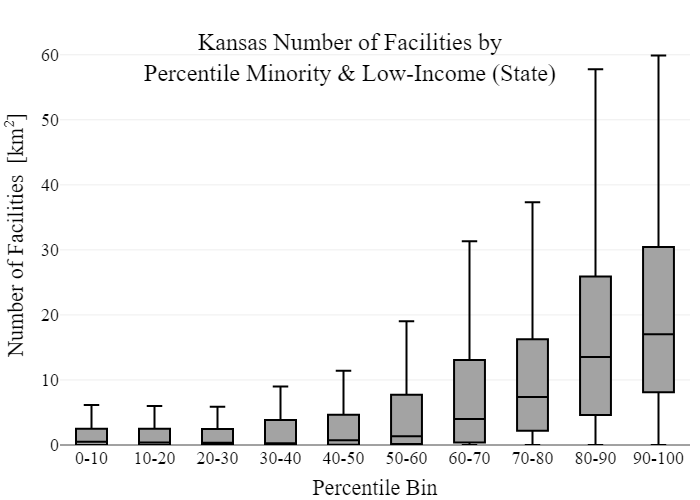 Kansas Number of Facilities by
Percentile Minority & Low-Income (State)
Number of Facilities [km²]
60
50
40
30
20
10
0
0-10 10-20 20-30 30-40 40-50 50-60 60-70 70-80 80-90 90-100
Percentile Bin